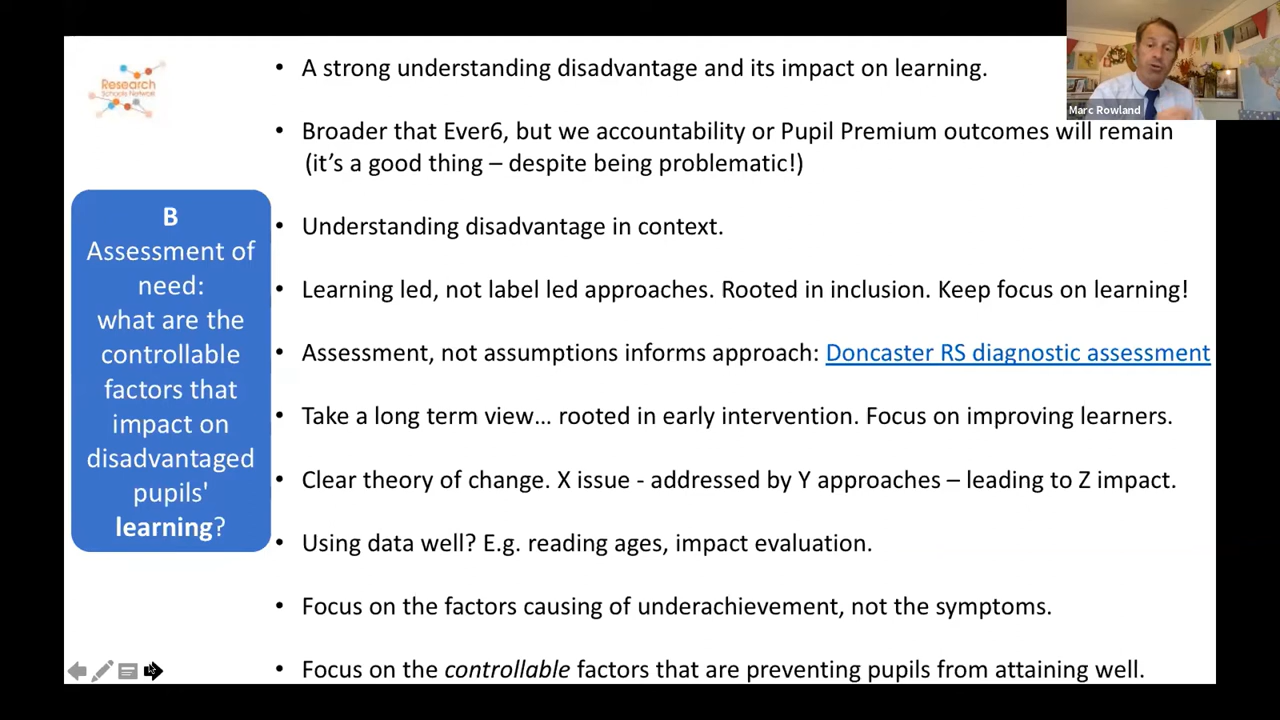 Research
Schools Network
Marc Rowland
B
Assessment of
need:
what are the
controllable
factors that
impact on
disadvantaged
pupils'
learning?
• A strong understanding disadvantage and its impact on learning.
• Broader that Ever6, but we accountability or Pupil Premium outcomes will remain
(it's a good thing – despite being problematic!)
• Understanding disadvantage in context.
• Learning led, not label led approaches. Rooted in inclusion. Keep focus on learning!
• Assessment, not assumptions informs approach: Doncaster RS diagnostic assessment
• Take a long term view... rooted in early intervention. Focus on improving learners.
• Clear theory of change. X issue - addressed by Y approaches – leading to Z impact.
• Using data well? E.g. reading ages, impact evaluation.
• Focus on the factors causing of underachievement, not the symptoms.
• Focus on the controllable factors that are preventing pupils from attaining well.